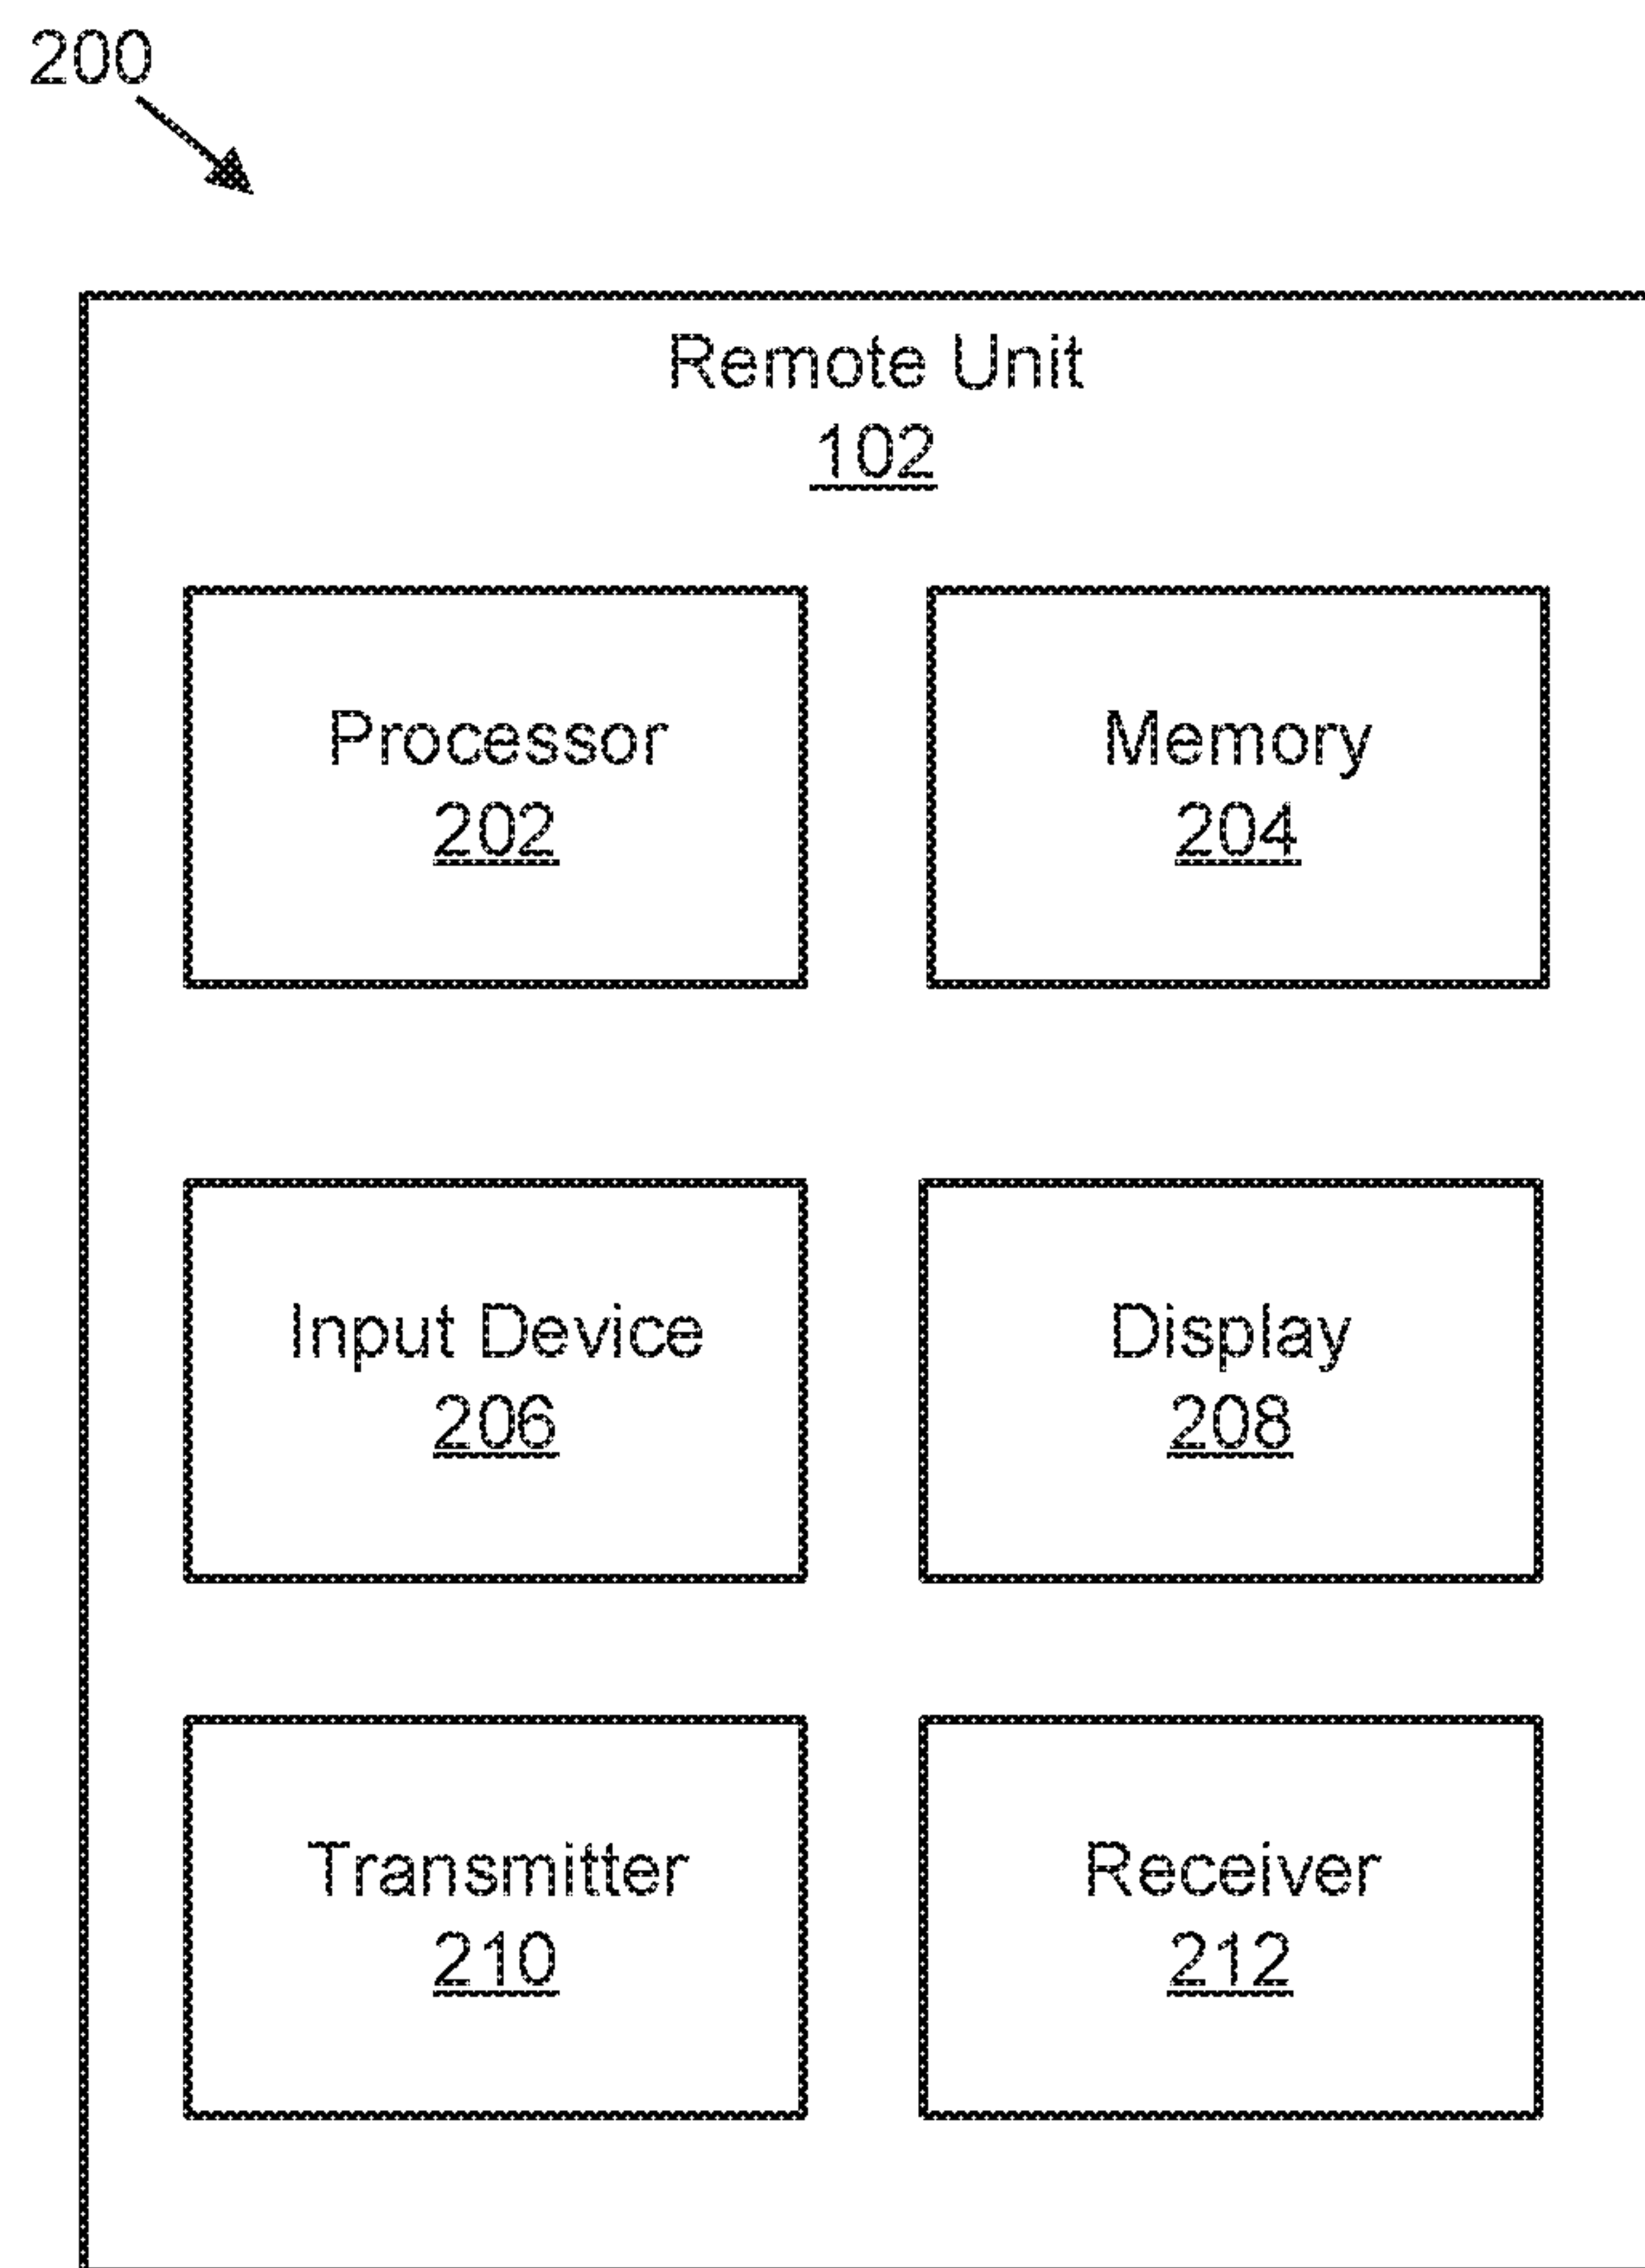 200
Remote Unit
102
Processor
202
Memory
204
Input Device
206
Display
208
Transmitter
210
Receiver
212